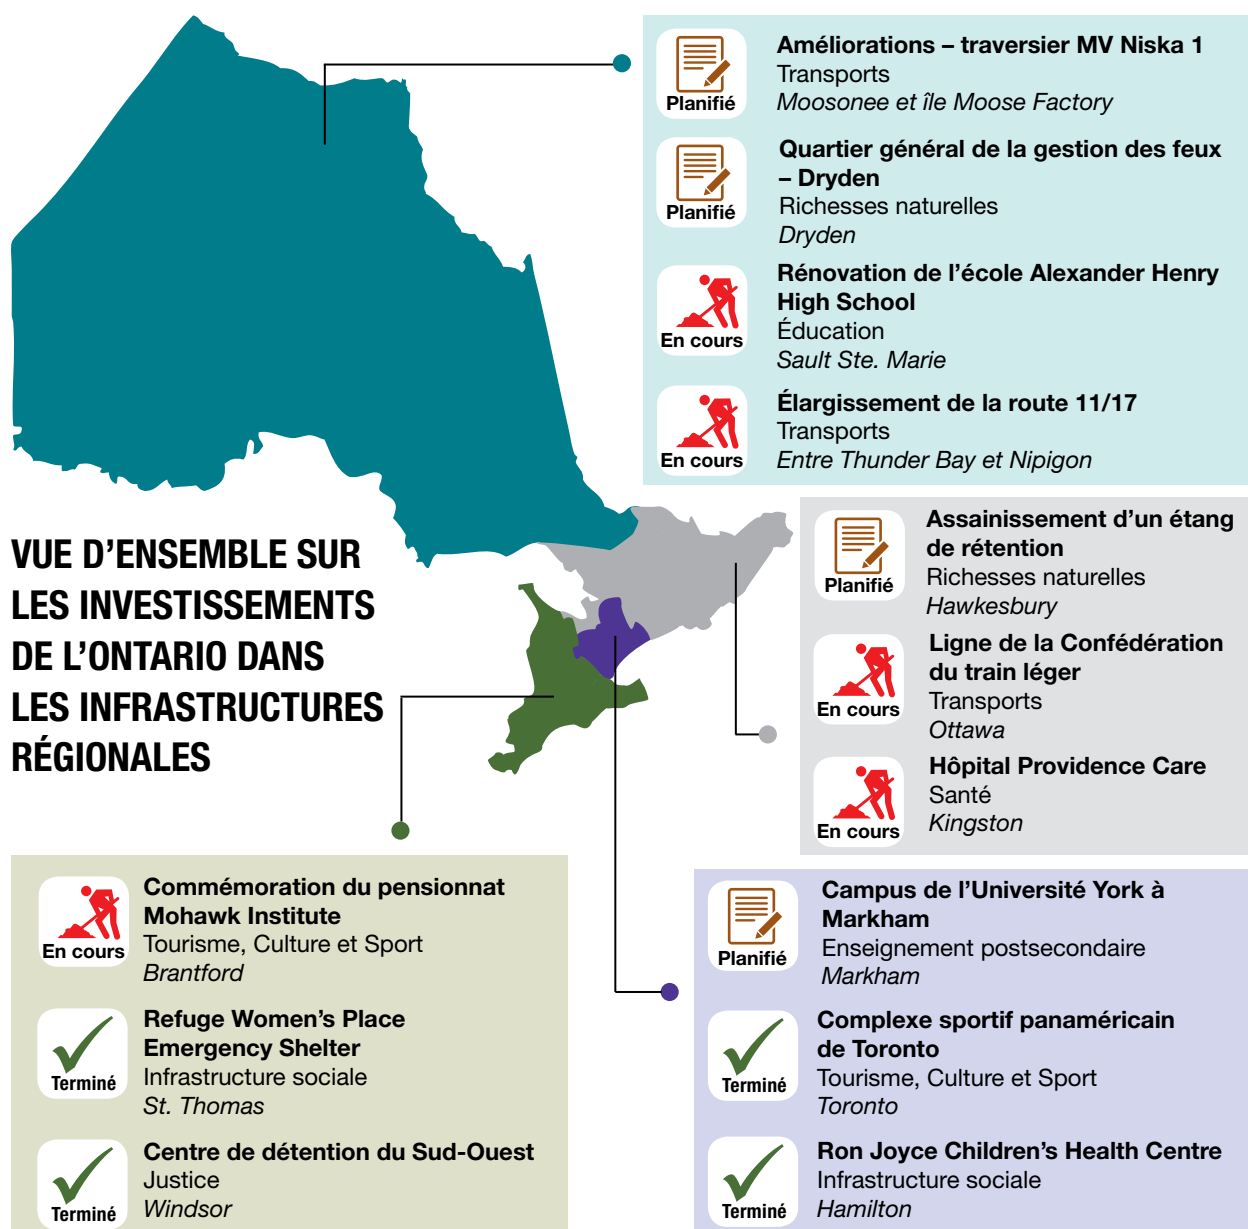 Planifié
Améliorations – traversier MV Niska 1
Transports
Moosonee et île Moose Factory
Planifié
Quartier général de la gestion des feux
– Dryden
Richesses naturelles
Dryden
En cours
Rénovation de l’école Alexander Henry
High School
Éducation
Sault Ste. Marie
En cours
Élargissement de la route 11/17
Transports
Entre Thunder Bay et Nipigon
VUE D’ENSEMBLE SUR
LES INVESTISSEMENTS
DE L’ONTARIO DANS
LES INFRASTRUCTURES
RÉGIONALES
Planifié
Assainissement d’un étang
de rétention
Richesses naturelles
Hawkesbury
En cours
Ligne de la Confédération
du train léger
Transports
Ottawa
En cours
Hôpital Providence Care
Santé
Kingston
En cours
Commémoration du pensionnat
Mohawk Institute
Tourisme, Culture et Sport
Brantford
Terminé
Refuge Women’s Place
Emergency Shelter
Infrastructure sociale
St. Thomas
Terminé
Centre de détention du Sud-Ouest
Justice
Windsor
Planifié
Campus de l’Université York à
Markham
Enseignement postsecondaire
Markham
Terminé
Complexe sportif panaméricain
de Toronto
Tourisme, Culture et Sport
Toronto
Terminé
Ron Joyce Children’s Health Centre
Infrastructure sociale
Hamilton